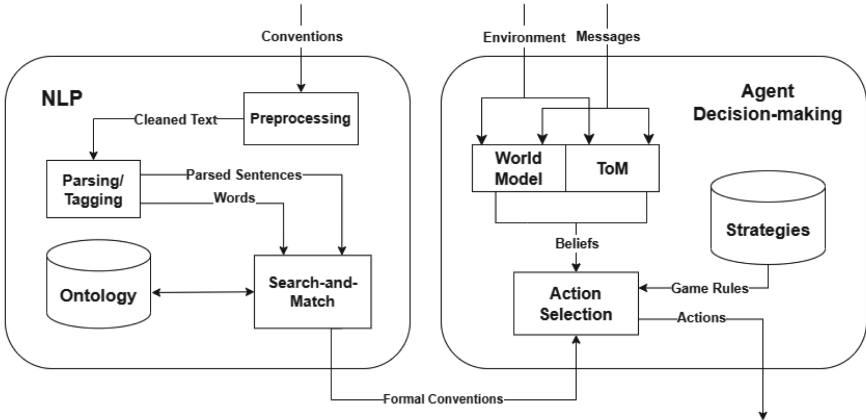 Conventions
NLP
Preprocessing
Cleaned Text
Parsing/
Tagging
Parsed Sentences
Words
Ontology
Search-and-
Match
Formal Conventions
Environment
Messages
Agent
Decision-making
World
Model
ToM
Beliefs
Strategies
Action
Selection
Game Rules
Actions